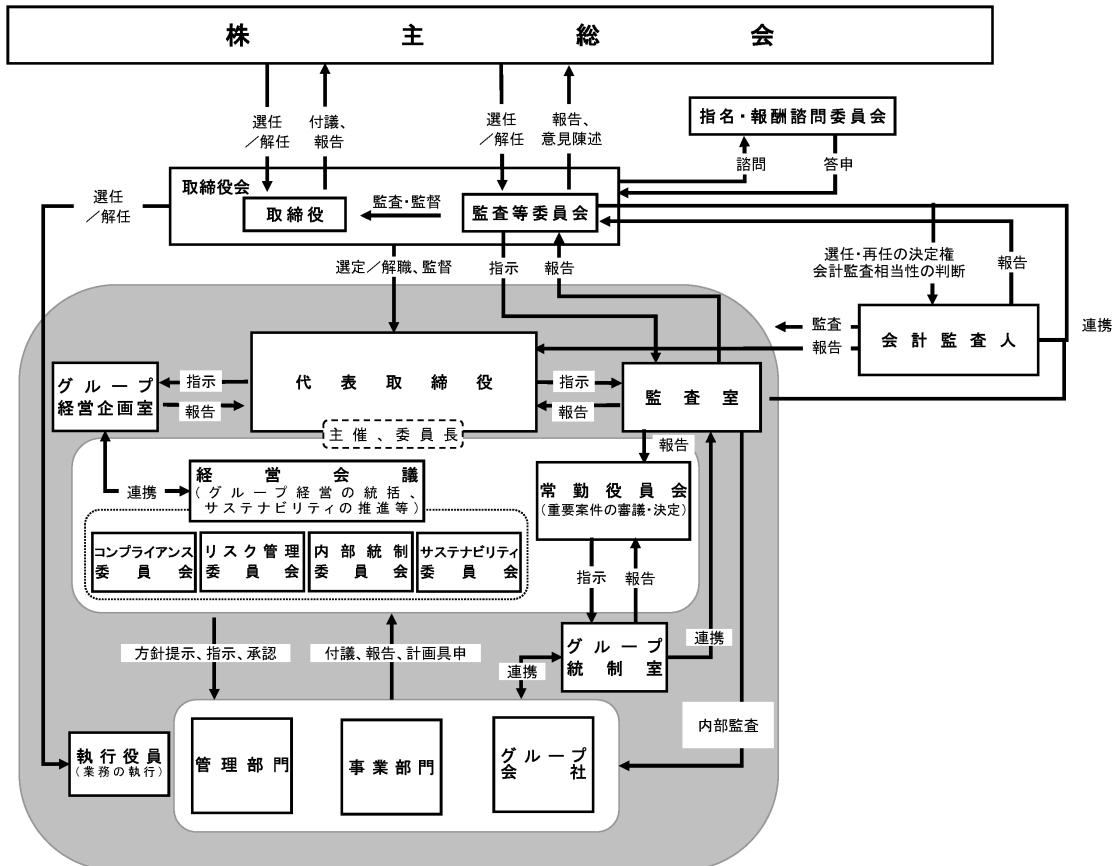 株主総会
選任
／解任
付議、
報告
選任
／解任
報告、
意見陳述
指名・報酬諮問委員会
諮問
答申
選任
／解任
取締役会
取締役
監査・監督
監査等委員会
選定／解職、監督
指示
報告
選任・再任の決定権
会計監査相当性の判断
報告
連携
監査
報告
会計監査人
グループ
経営企画室
指示
報告
代表取締役
主催、委員長
指示
報告
監査室
報告
連携
経営会議
（グループ経営の統括、
サステナビリティの推進等）
常勤役員会
（重要案件の審議・決定）
コンプライアンス
委員会
リスク管理
委員会
内部統制
委員会
サステナビリティ
委員会
指示
報告
方針提示、指示、承認
付議、報告、計画具申
グループ
統制室
連携
連携
内部監査
執行役員
（業務の執行）
管理部門
事業部門
グループ
会社